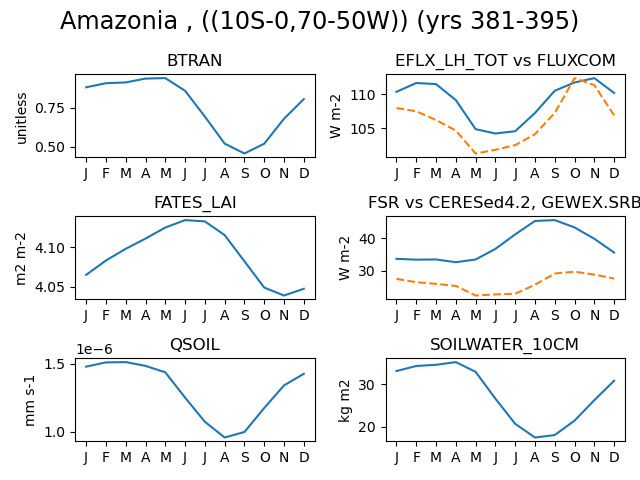 Amazonia , ((10S-0,70-50W)) (yrs 381-395)
BTRAN
unitless
0.75
0.50
J F M A M J J A S O N D
EFLX_LH_TOT vs FLUXCOM
W m-2
110
105
J F M A M J J A S O N D
FATES_LAI
m2 m-2
4.10
4.05
J F M A M J J A S O N D
FSR vs CERESed4.2, GEWEX.SRB
W m-2
40
30
J F M A M J J A S O N D
QSOIL
1e−6
mm s-1
1.5
1.0
J F M A M J J A S O N D
SOILWATER_10CM
kg m2
30
20
J F M A M J J A S O N D